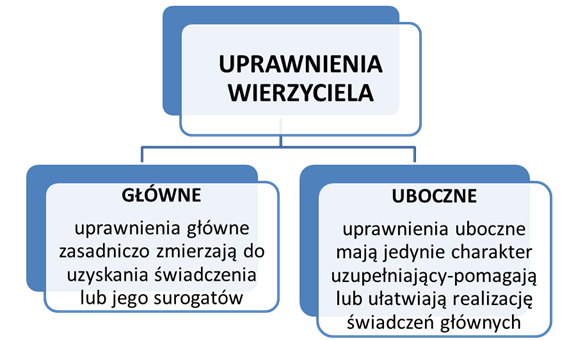 UPRAWNIENIA
WIERZYCIELA
GŁÓWNE
uprawnienia główne
zasadniczo zmierzają do
uzyskania świadczenia
lub jego surogatów
UBOCZNE
uprawnienia uboczne
mają jedynie charakter
uzupełniający-pomagają
lub ułatwiają realizację
świadczeń głównych